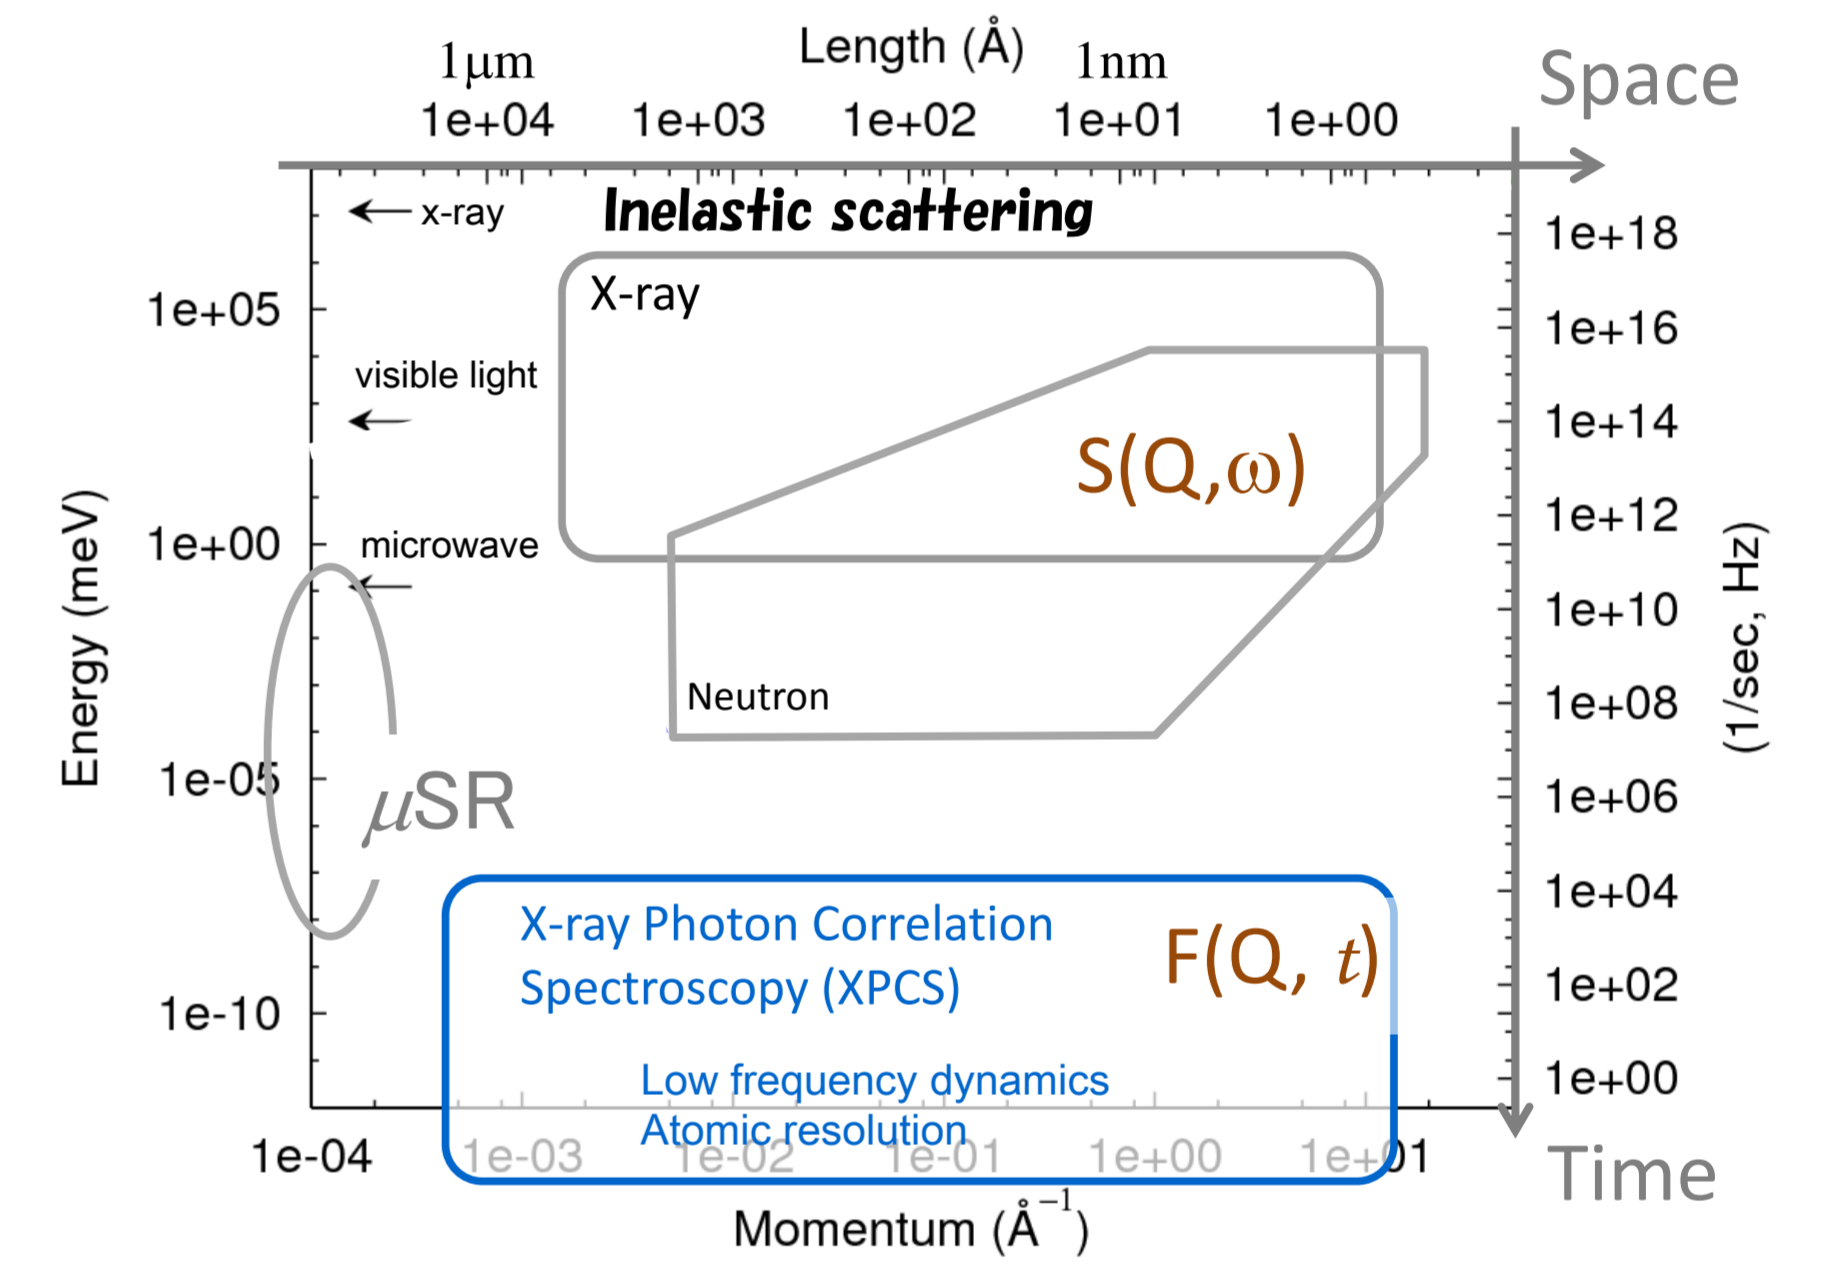 Length (Å)
1μm
1nm
Space
1e+04 1e+03 1e+02 1e+01 1e+00
x-ray
Inelastic scattering
1e+18
X-ray
1e+05
1e+16
visible light
1e+14
S(Q,ω)
1e+12
microwave
1e+00
Energy (meV)
(1/sec, Hz)
1e+10
Neutron
1e+08
1e-05
μSR
1e+06
1e+04
X-ray Photon Correlation
Spectroscopy (XPCS)
F(Q, t)
1e+02
1e-10
Low frequency dynamics
Atomic resolution
1e+00
1e-04 1e-03 1e-02 1e-01 1e+00 1e+01
Time
Momentum (Å⁻¹)